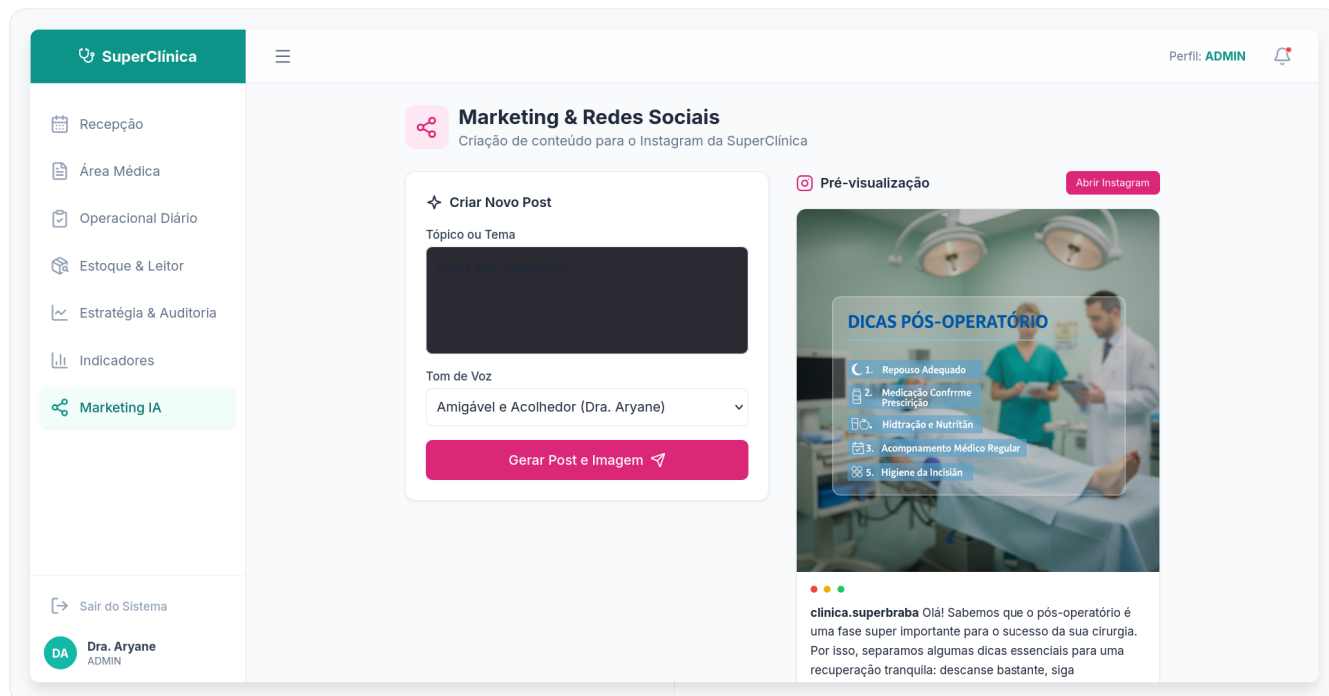 SuperClínica
Perfil: ADMIN
Recepção
Área Médica
Operacional Diário
Estoque & Leitor
Estratégia & Auditoria
Indicadores
Marketing IA
Sair do Sistema
DA
Dra. Aryane
ADMIN
Marketing & Redes Sociais
Criação de conteúdo para o Instagram da SuperClínica
Criar Novo Post
Tópico ou Tema
dicas pós operatório
Tom de Voz
Amigável e Acolhedor (Dra. Aryane)
Gerar Post e Imagem
Pré-visualização
Abrir Instagram
DICAS PÓS-OPERATÓRIO
1. Repouso Adequado
2. Medicação Confrrme
Prescirição
Hidtração e Nutritãn
3. Acompnamento Médico Regular
5. Higiene da Incisiãn
clinica.superbraba Olá! Sabemos que o pós-operatório é
uma fase super importante para o sucesso da sua cirurgia.
Por isso, separamos algumas dicas essenciais para uma
recuperação tranquila: descanse bastante, siga